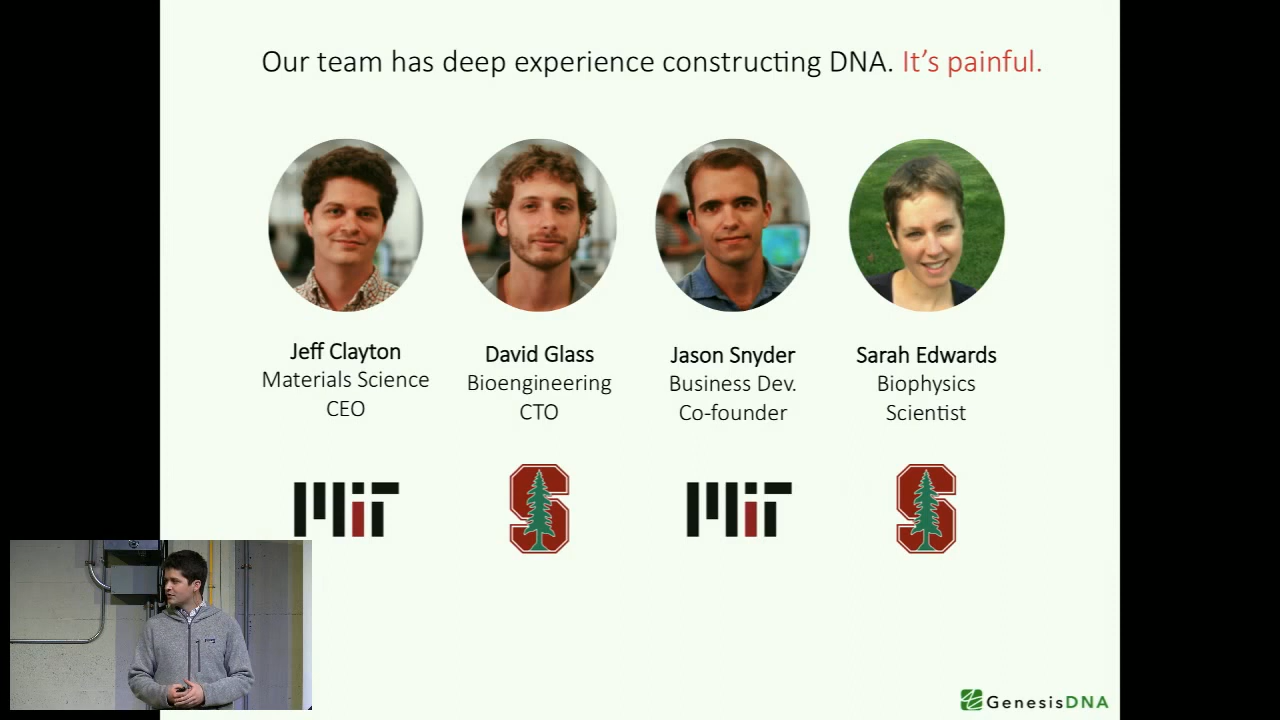 Our team has deep experience constructing DNA. It's painful.
Jeff Clayton
Materials Science
CEO
David Glass
Bioengineering
CTO
Jason Snyder
Business Dev.
Co-founder
Sarah Edwards
Biophysics
Scientist
MIT
S
MIT
S
GenesisDNA